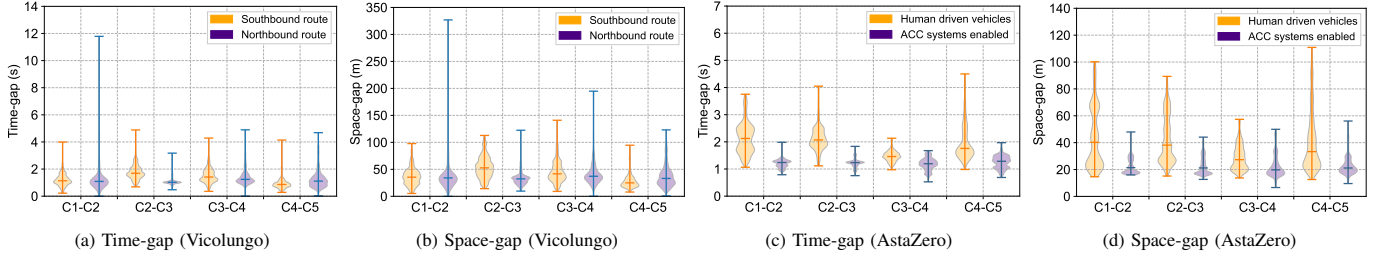 14
12
10
8
6
4
2
0
Time-gap (s)
Southbound route
Northbound route
C1-C2
C2-C3
C3-C4
C4-C5
(a) Time-gap (Vicolungo)
350
300
250
200
150
100
50
0
Space-gap (m)
Southbound route
Northbound route
C1-C2
C2-C3
C3-C4
C4-C5
(b) Space-gap (Vicolungo)
7
6
5
4
3
2
1
0
Time-gap (s)
Human driven vehicles
ACC systems enabled
C1-C2
C2-C3
C3-C4
C4-C5
(c) Time-gap (AstaZero)
140
120
100
80
60
40
20
0
Space-gap (m)
Human driven vehicles
ACC systems enabled
C1-C2
C2-C3
C3-C4
C4-C5
(d) Space-gap (AstaZero)